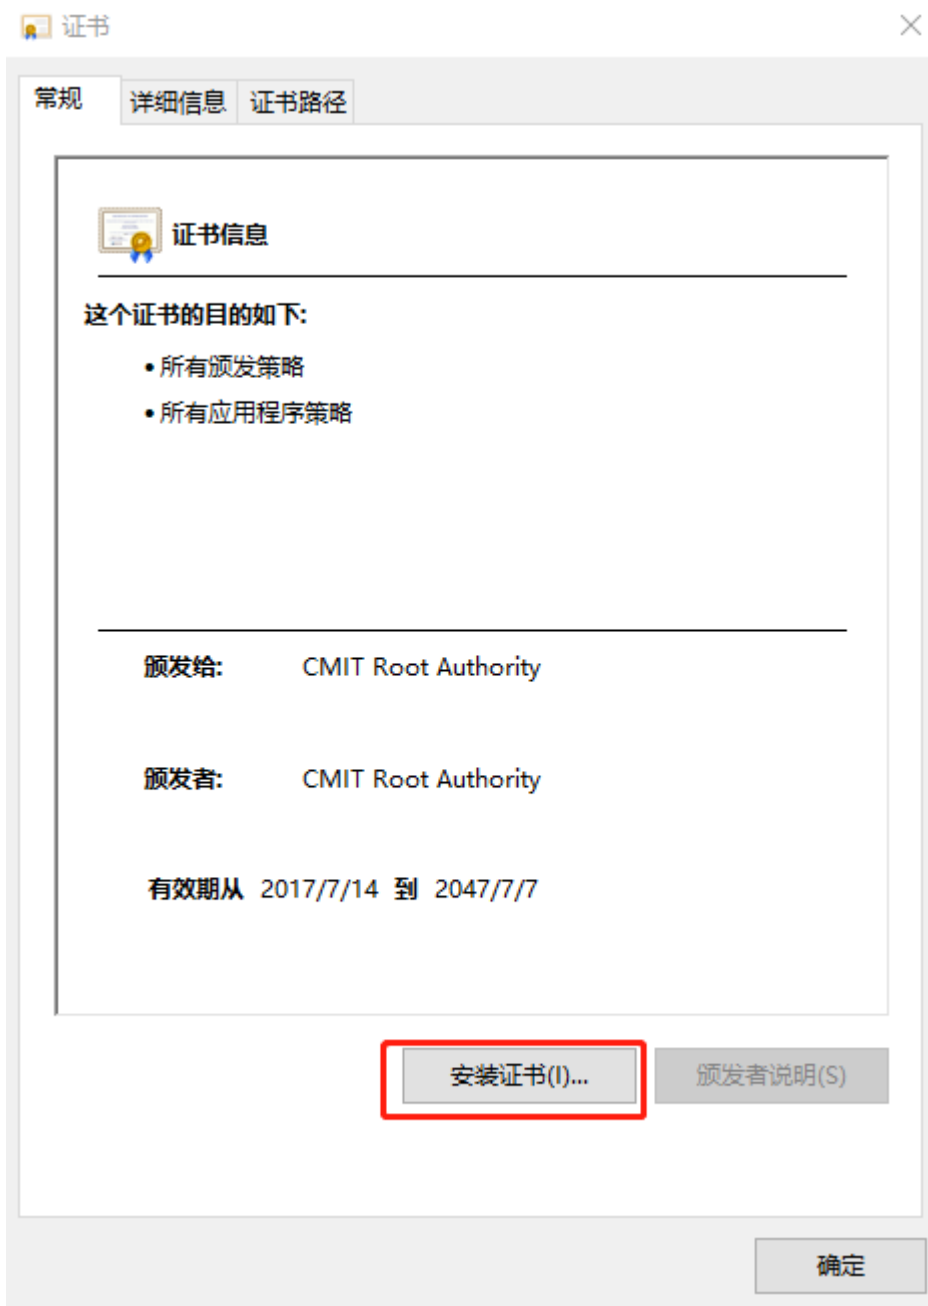 证书
常规 详细信息 证书路径
证书信息
这个证书的目的如下:
• 所有颁发策略
• 所有应用程序策略
颁发给: CMIT Root Authority
颁发者: CMIT Root Authority
有效期从 2017/7/14 到 2047/7/7
安装证书(I)... 颁发者说明(S)
确定